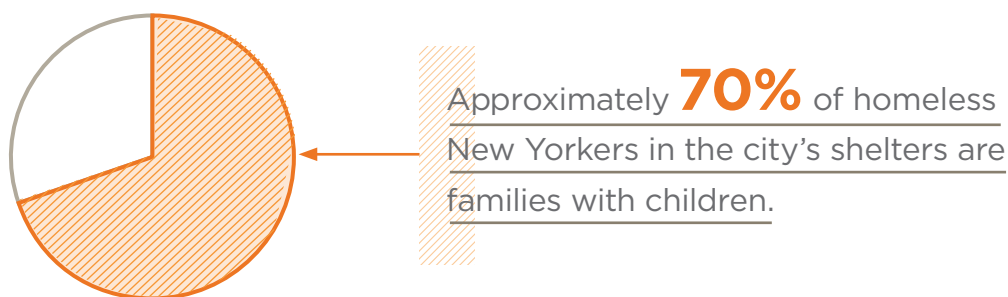 Approximately 70% of homeless
New Yorkers in the city’s shelters are
families with children.